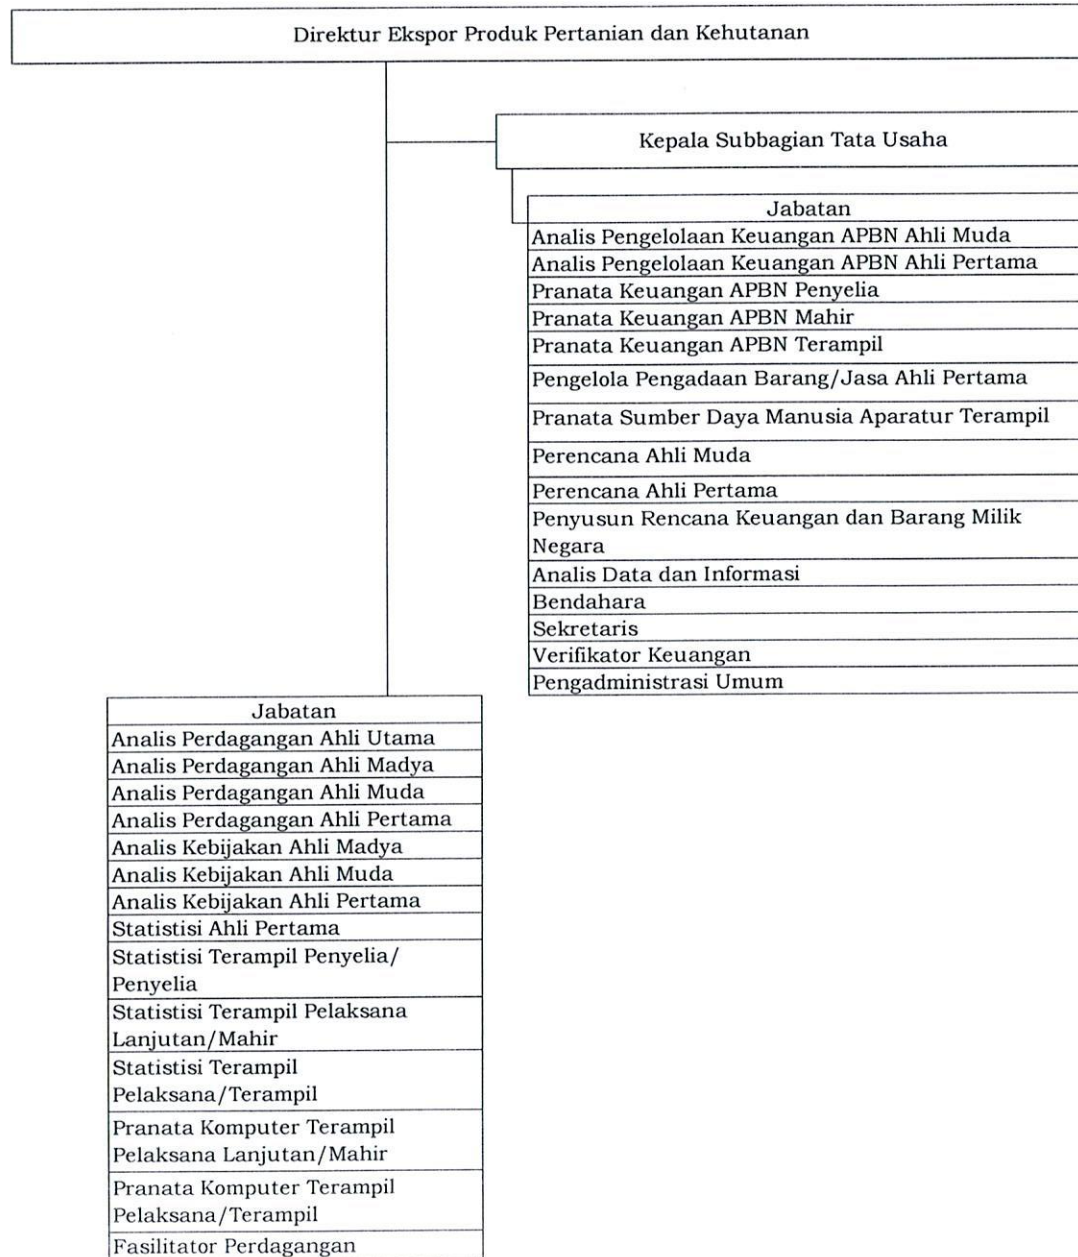 Direktur Ekspor Produk Pertanian dan Kehutanan
Kepala Subbagian Tata Usaha
Jabatan
Analis Pengelolaan Keuangan APBN Ahli Muda
Analis Pengelolaan Keuangan APBN Ahli Pertama
Pranata Keuangan APBN Penyelia
Pranata Keuangan APBN Mahir
Pranata Keuangan APBN Terampil
Pengelola Pengadaan Barang/Jasa Ahli Pertama
Pranata Sumber Daya Manusia Aparatur Terampil
Perencana Ahli Muda
Perencana Ahli Pertama
Penyusun Rencana Keuangan dan Barang Milik
Negara
Analis Data dan Informasi
Bendahara
Sekretaris
Verifikator Keuangan
Pengadministrasi Umum
Jabatan
Analis Perdagangan Ahli Utama
Analis Perdagangan Ahli Madya
Analis Perdagangan Ahli Muda
Analis Perdagangan Ahli Pertama
Analis Kebijakan Ahli Madya
Analis Kebijakan Ahli Muda
Analis Kebijakan Ahli Pertama
Statistisi Ahli Pertama
Statistisi Terampil Penyelia/
Penyelia
Statistisi Terampil Pelaksana
Lanjutan/Mahir
Statistisi Terampil
Pelaksana/Terampil
Pranata Komputer Terampil
Pelaksana Lanjutan/Mahir
Pranata Komputer Terampil
Pelaksana/Terampil
Fasilitator Perdagangan